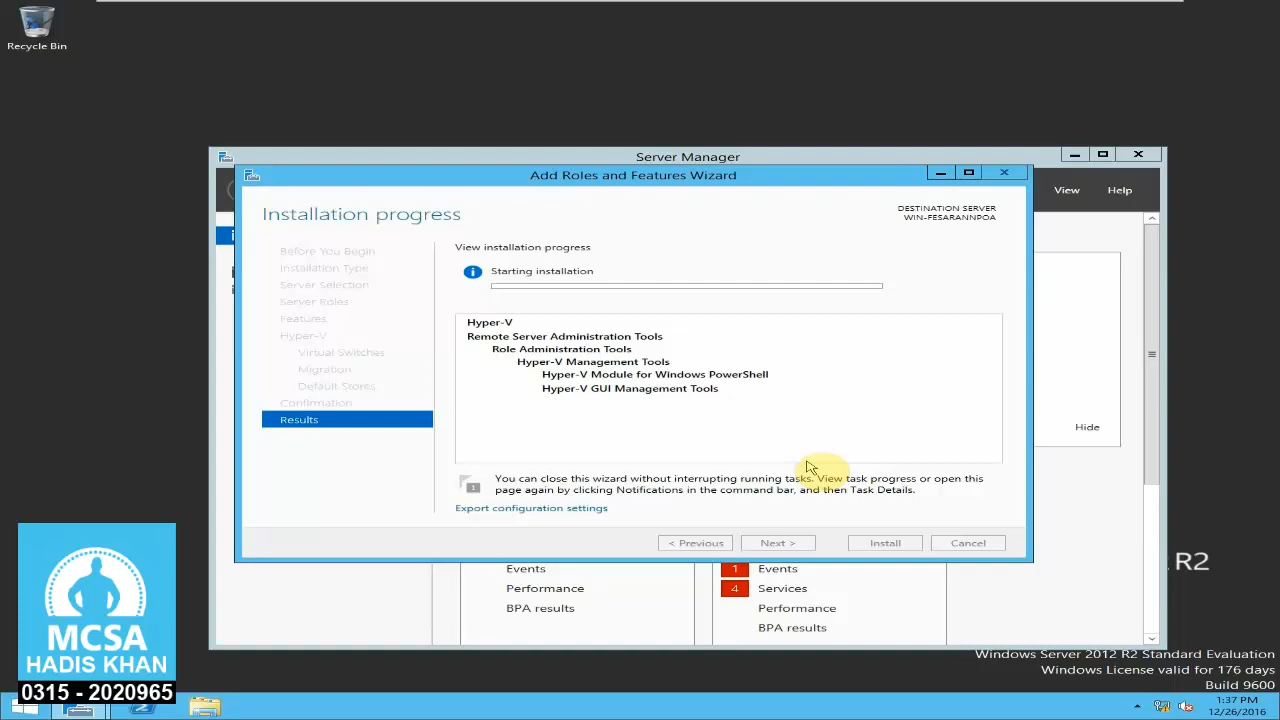 Recycle Bin
Server Manager
Add Roles and Features Wizard
View
Help
Installation progress
DESTINATION SERVER
WIN-FESARANNPOA
Before You Begin
Installation Type
Server Selection
Server Roles
Features
Hyper-V
Virtual Switches
Migration
Default Stores
Confirmation
Results
View installation progress
Starting installation
Hyper-V
Remote Server Administration Tools
Role Administration Tools
Hyper-V Management Tools
Hyper-V Module for Windows PowerShell
Hyper-V GUI Management Tools
Hide
1
You can close this wizard without interrupting running tasks. View task progress or open this
page again by clicking Notifications in the command bar, and then Task Details.
Export configuration settings
< Previous
Next >
Install
Cancel
Events
Performance
BPA results
1 Events
4 Services
Performance
BPA results
R2
Windows Server 2012 R2 Standard Evaluation
Windows License valid for 176 days
Build 9600
MCSA
HADIS KHAN
0315 - 2020965
1:37 PM
12/26/2016